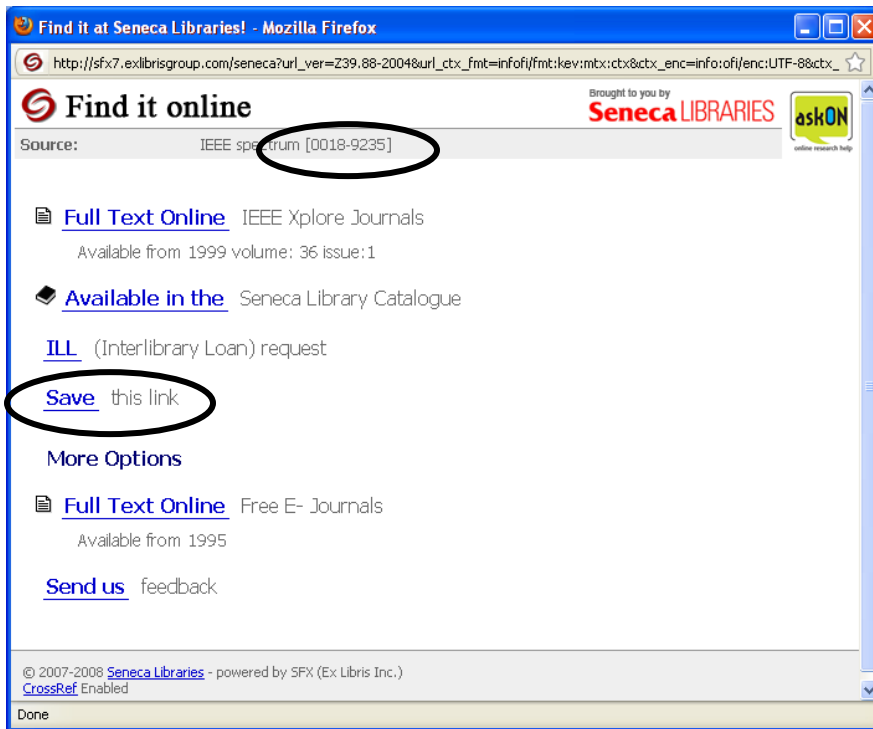 Find it at Seneca Libraries! - Mozilla Firefox
http://sfx7.exlibrisgroup.com/seneca?url_ver=Z39.88-2004&url_ctx_fmt=infofi/fmt:kev:mtx:ctx&ctx_enc=info:ofi/enc:UTF-8&ctx_
Find it online
Brought to you by
Seneca LIBRARIES
askON
online research help
Source: IEEE spectrum [0018-9235]
Full Text Online IEEE Xplore Journals
Available from 1999 volume: 36 issue:1
Available in the Seneca Library Catalogue
ILL (Interlibrary Loan) request
Save this link
More Options
Full Text Online Free E- Journals
Available from 1995
Send us feedback
© 2007-2008 Seneca Libraries - powered by SFX (Ex Libris Inc.)
CrossRef Enabled
Done